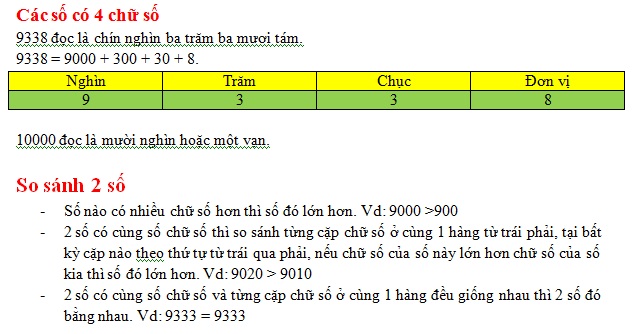 Các số có 4 chữ số
9338 đọc là chín nghìn ba trăm ba mươi tám.
9338 = 9000 + 300 + 30 + 8.
Nghìn Trăm Chục Đơn vị
9 3 3 8
10000 đọc là mười nghìn hoặc một vạn.
So sánh 2 số
- Số nào có nhiều chữ số hơn thì số đó lớn hơn. Vd: 9000 >900
- 2 số có cùng số chữ số thì so sánh từng cặp chữ số ở cùng 1 hàng từ trái phải, tại bất
kỳ cặp nào theo thứ tự từ trái qua phải, nếu chữ số của số này lớn hơn chữ số của số
kia thì số đó lớn hơn. Vd: 9020 > 9010
- 2 số có cùng số chữ số và từng cặp chữ số ở cùng 1 hàng đều giống nhau thì 2 số đó
bằng nhau. Vd: 9333 = 9333